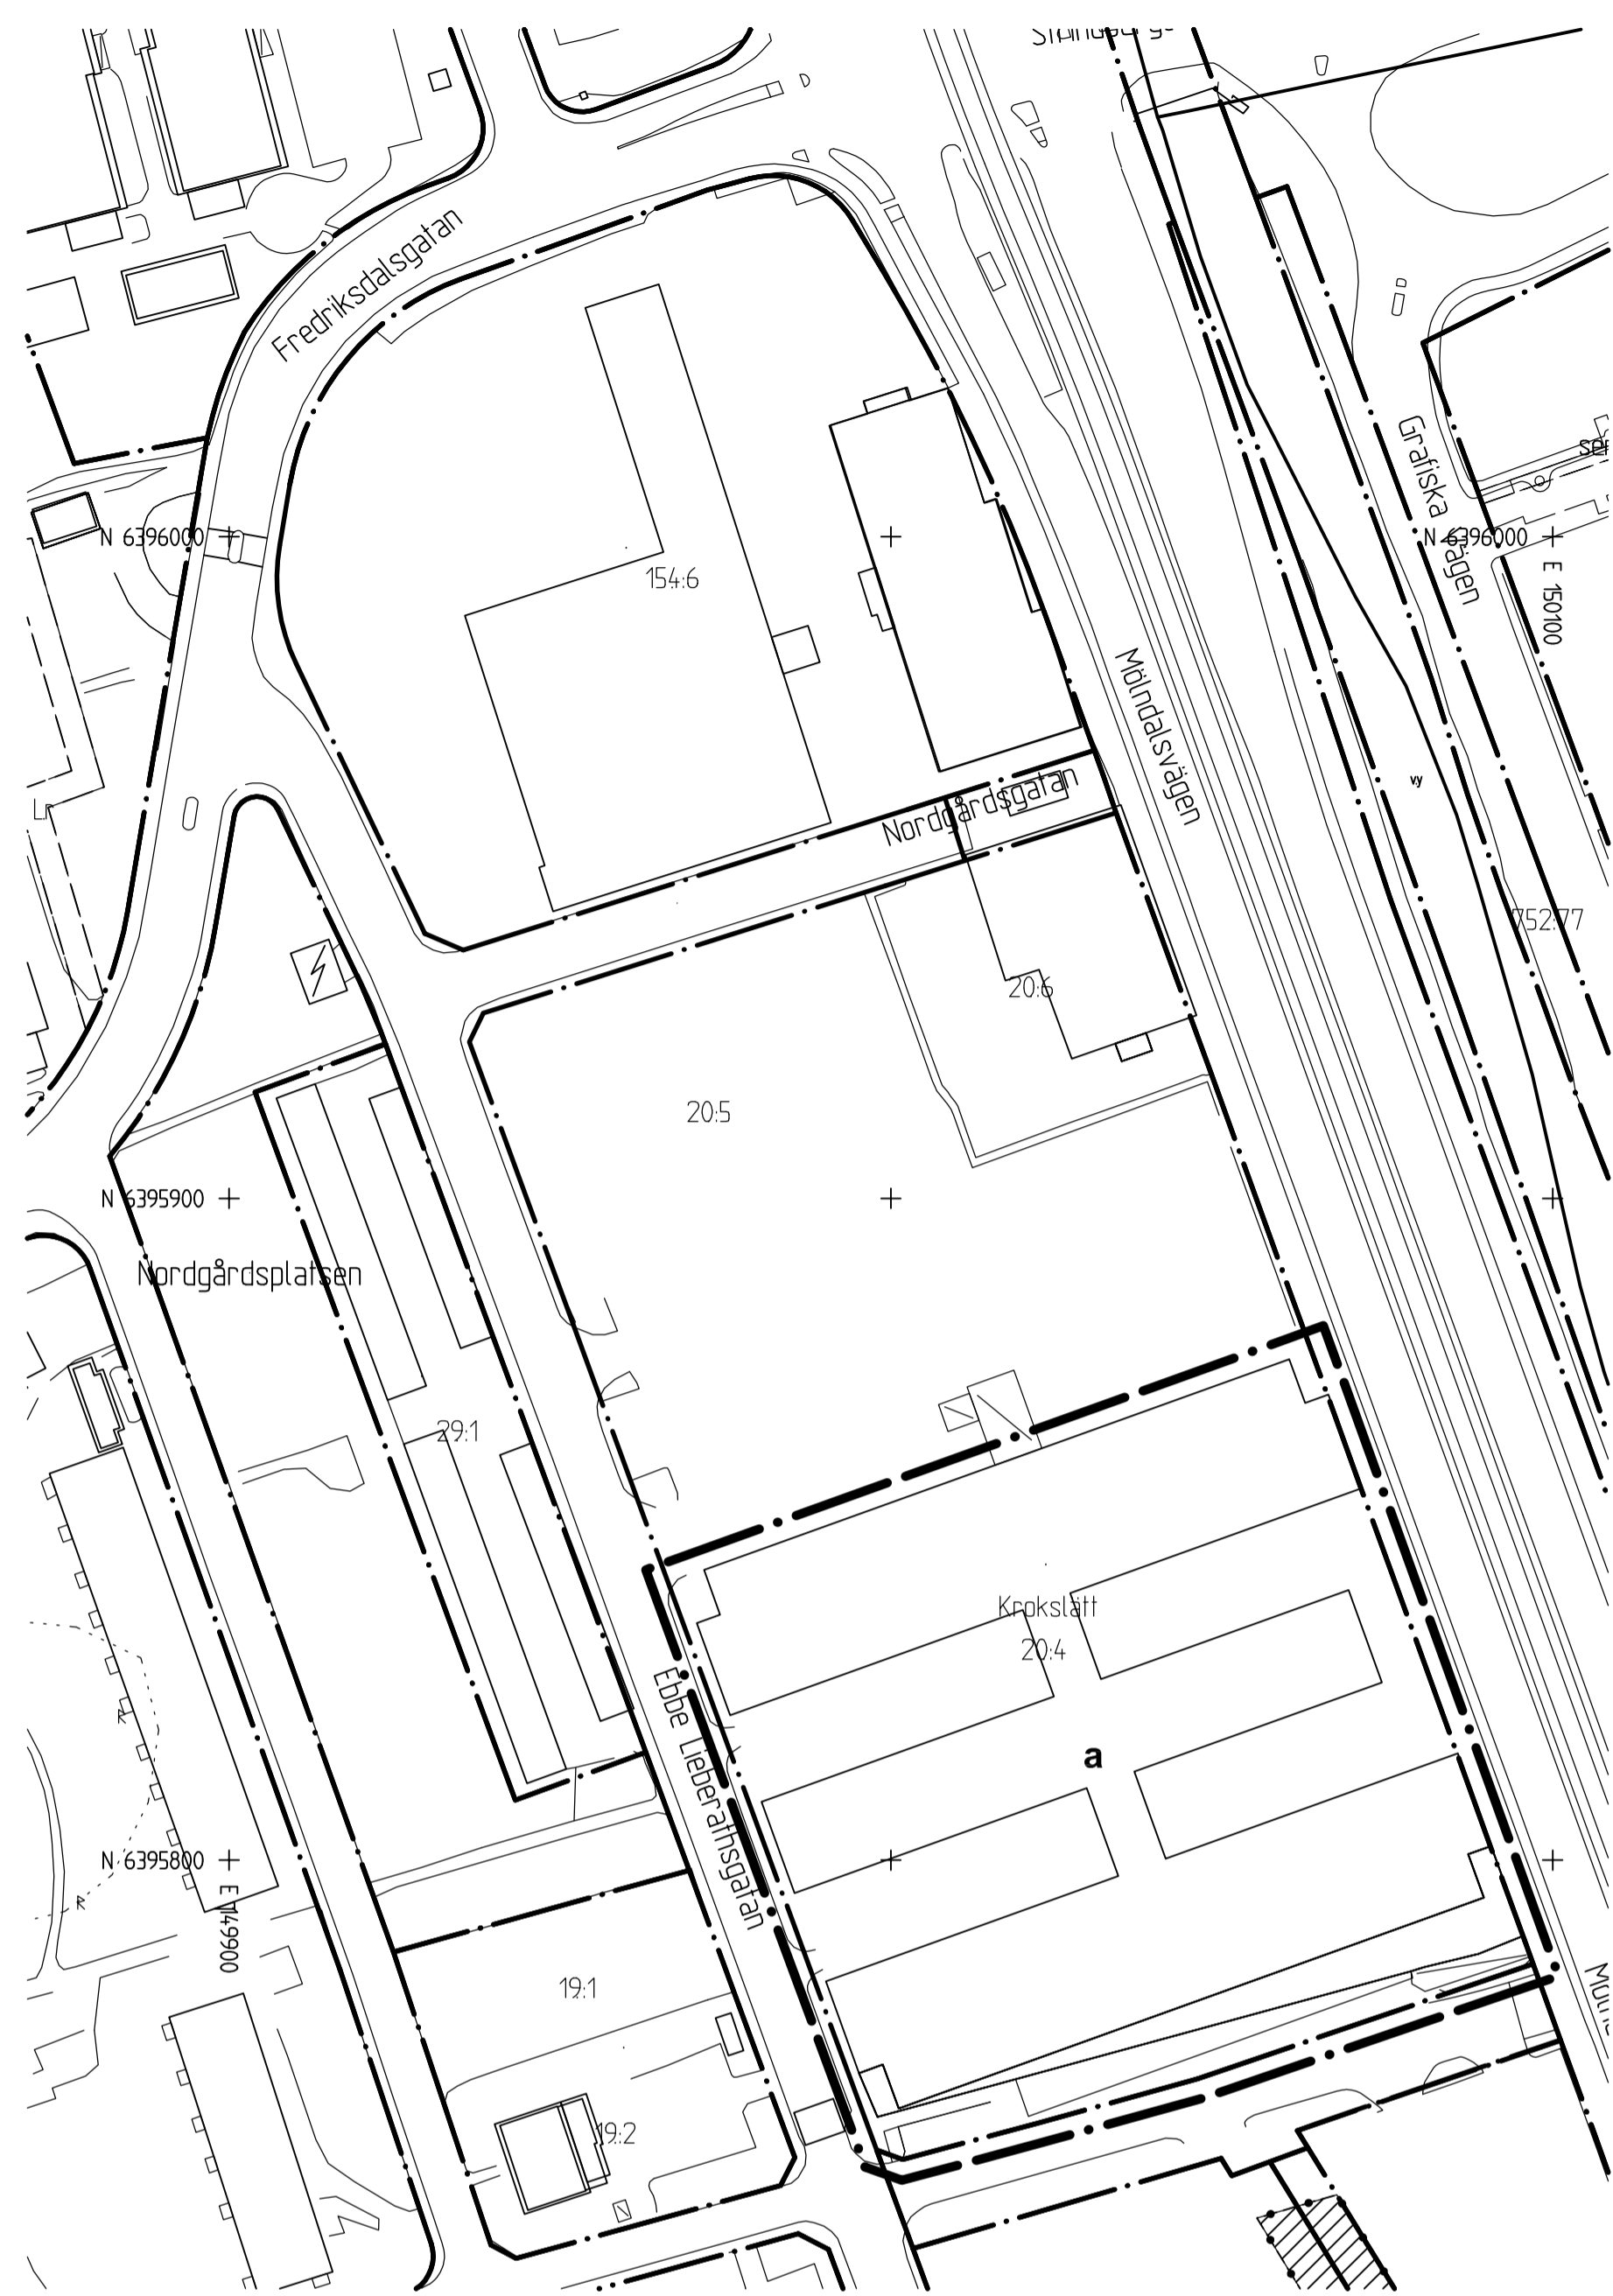 Fredriksdalsgatan
Grafiska
vägen
N 6396000
N 6396000
E 150100
154:6
Mölndalsvägen
vy
Nordgårdsgatan
752:77
20:6
20:5
N 6395900
Nordgårdsplatsen
29:1
Krokslätt
20:4
Ebbe Lieberathsgatan
a
N 6395800
E 149900
19:1
19:2